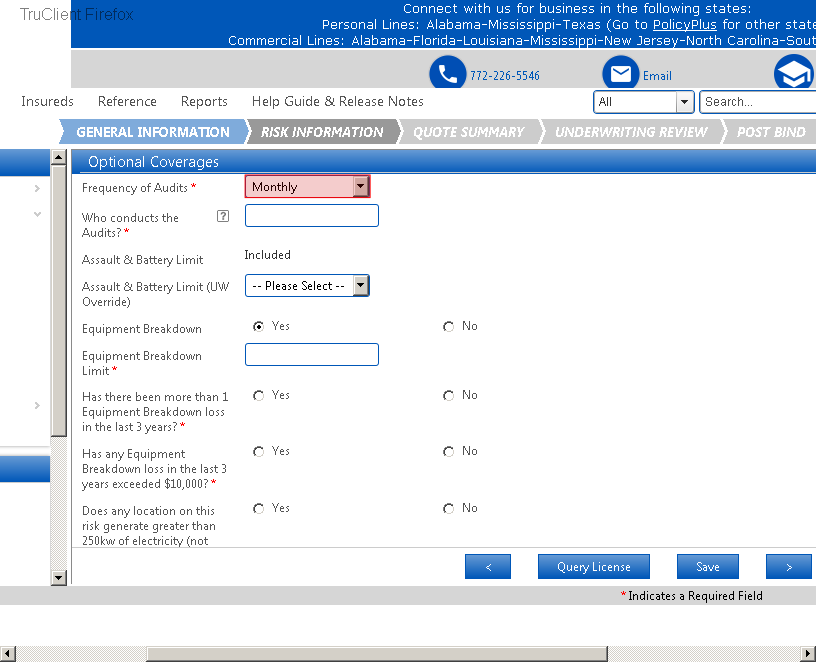 TruClient Firefox
Connect with us for business in the following states:
Personal Lines: Alabama-Mississippi-Texas (Go to PolicyPlus for other state
Commercial Lines: Alabama-Florida-Louisiana-Mississippi-New Jersey-North Carolina-Sout
772-226-5546
Email
Insureds Reference Reports Help Guide & Release Notes
All
Search...
GENERAL INFORMATION RISK INFORMATION QUOTE SUMMARY UNDERWRITING REVIEW POST BIND
Optional Coverages
Frequency of Audits * Monthly
Who conducts the ?
Audits? *
Assault & Battery Limit Included
Assault & Battery Limit (UW -- Please Select --
Override)
Equipment Breakdown Yes No
Equipment Breakdown
Limit *
Has there been more than 1 Yes No
Equipment Breakdown loss
in the last 3 years? *
Has any Equipment Yes No
Breakdown loss in the last 3
years exceeded $10,000? *
Does any location on this Yes No
risk generate greater than
250kw of electricity (not
< Query License Save >
* Indicates a Required Field